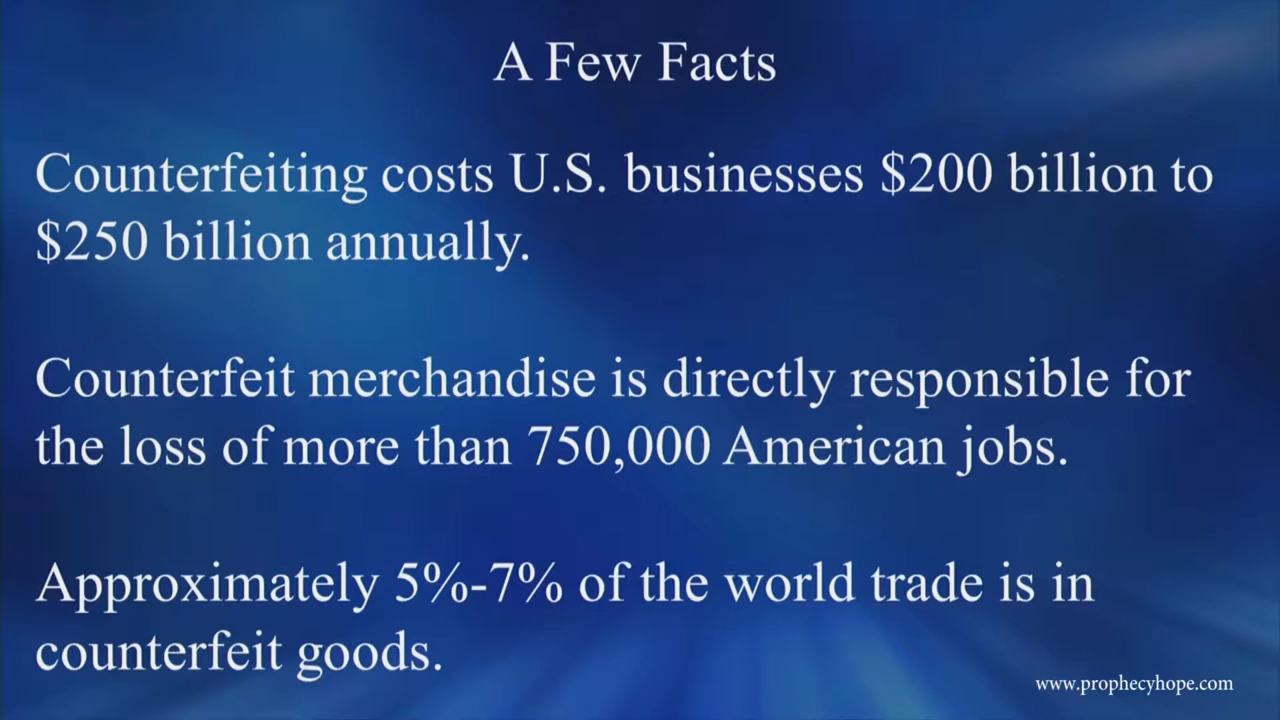 A Few Facts
Counterfeiting costs U.S. businesses $200 billion to
$250 billion annually.
Counterfeit merchandise is directly responsible for
the loss of more than 750,000 American jobs.
Approximately 5%-7% of the world trade is in
counterfeit goods.
www.prophecyhope.com